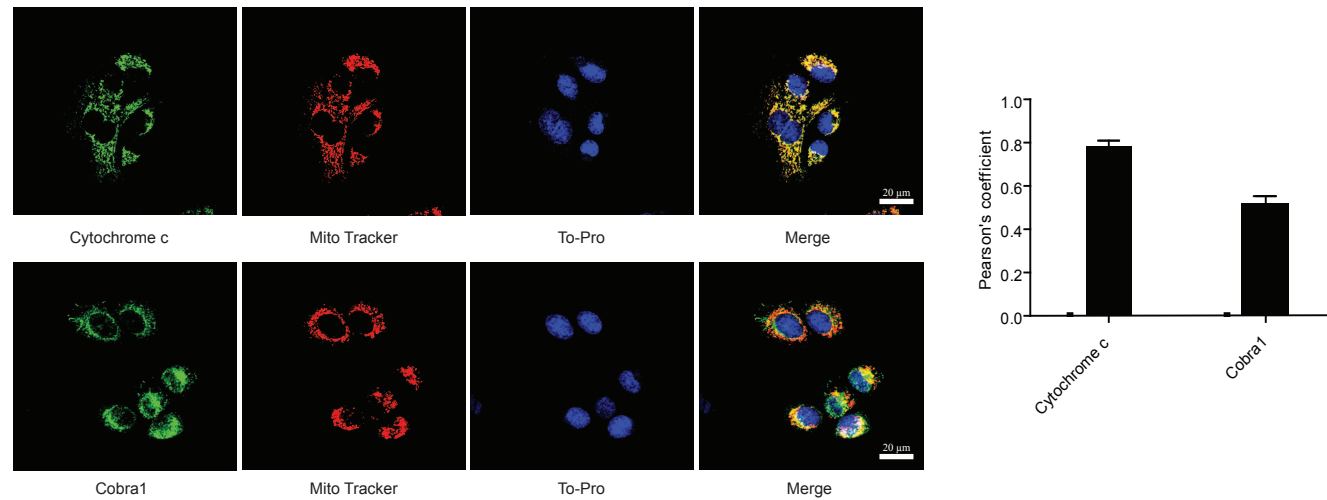 20 μm
Cytochrome c Mito Tracker To-Pro Merge
20 μm
Cobra1 Mito Tracker To-Pro Merge
Pearson's coefficient
1.0
0.8
0.6
0.4
0.2
0.0
Cytochrome c
Cobra1